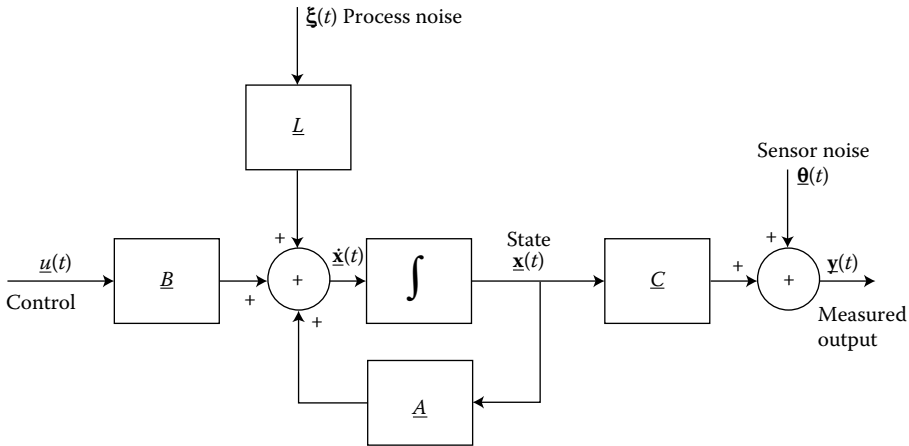 ξ(t) Process noise
L
Sensor noise
θ(t)
+
+
u(t)
B
+
+
ẋ(t)
∫
State
x(t)
C
+
+
y(t)
Control
+
+
Measured
output
A